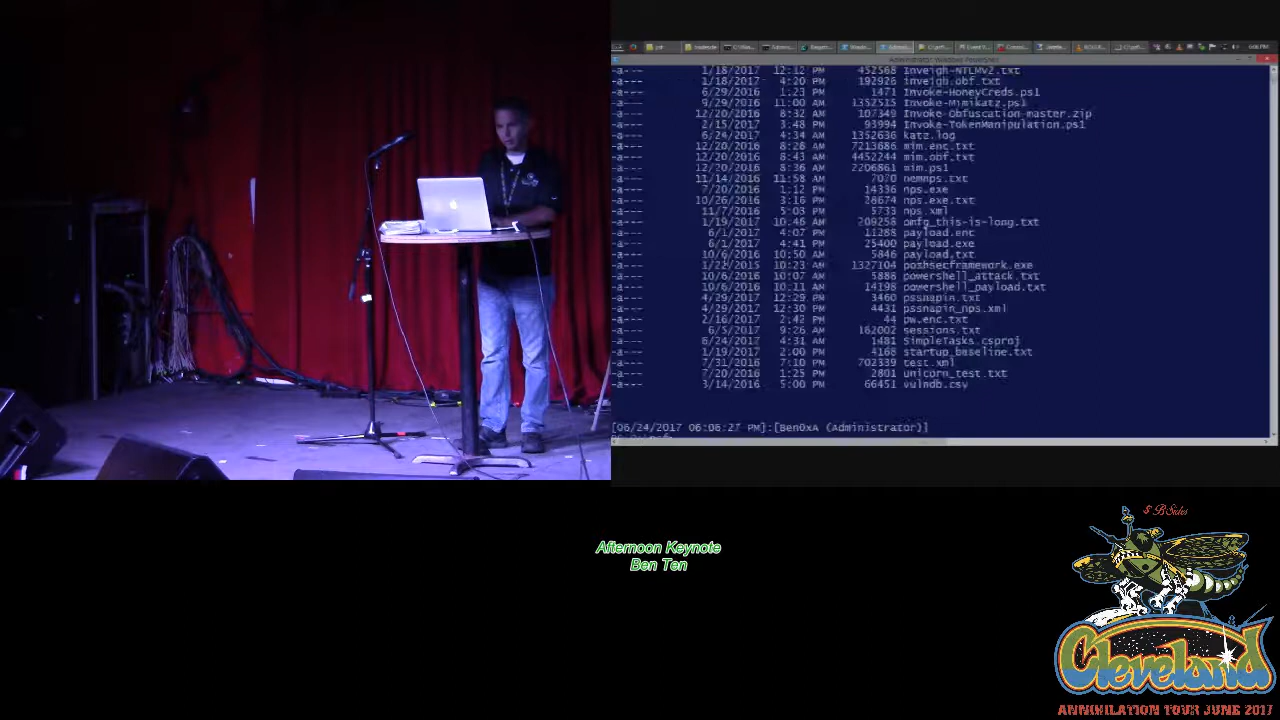 Administrator: Windows PowerShell
-a--- 1/18/2017 12:12 PM 452568 Inveigh-NTLMv2.txt
-a--- 1/18/2017 4:20 PM 192926 inveigh.obf.txt
-a--- 6/29/2016 1:23 PM 1471 Invoke-HoneyCreds.ps1
-a--- 9/29/2016 11:00 AM 1352515 Invoke-Mimikatz.ps1
-a--- 12/20/2016 8:32 AM 107349 Invoke-Obfuscation_master.zip
-a--- 2/15/2017 3:48 PM 93994 Invoke-TokenManipulation.ps1
-a--- 6/24/2017 4:34 AM 1352636 katz.log
-a--- 12/20/2016 8:28 AM 7213686 mim.enc.txt
-a--- 12/20/2016 8:43 AM 4452244 mim.obf.txt
-a--- 12/20/2016 8:36 AM 2206861 mim.ps1
-a--- 11/14/2016 11:58 AM 7070 nemnps.txt
-a--- 7/20/2016 1:12 PM 14336 nps.exe
-a--- 10/26/2016 3:16 PM 26674 nps.exe.txt
-a--- 11/7/2016 5:03 PM 5733 nps.xml
-a--- 1/19/2017 10:46 AM 209258 omfg_this-is-long.txt
-a--- 6/1/2017 4:07 PM 11288 payload.enc
-a--- 6/1/2017 4:41 PM 25400 payload.exe
-a--- 10/6/2016 10:50 AM 5846 payload.txt
-a--- 1/22/2015 10:23 AM 1327104 poshsecframework.exe
-a--- 10/6/2016 10:07 AM 5888 powershell_attack.txt
-a--- 10/6/2016 10:11 AM 14198 powershell_payload.txt
-a--- 4/29/2017 12:29 PM 3460 pssnapin.txt
-a--- 4/29/2017 12:30 PM 4431 pssnapin_nps.xml
-a--- 2/16/2017 2:42 PM 44 pw.enc.txt
-a--- 6/5/2017 9:26 AM 162002 sessions.txt
-a--- 6/24/2017 4:31 AM 1481 SimpleTasks.csproj
-a--- 1/19/2017 2:00 PM 4168 startup_baseline.txt
-a--- 7/31/2016 7:10 PM 702339 test.xml
-a--- 7/20/2016 1:25 PM 2801 unicorn_test.txt
-a--- 3/14/2016 5:00 PM 66451 vulndb.csv
[06/24/2017 06:06:27 PM]:[Ben0xA (Administrator)]
Afternoon Keynote
Ben Ten
BSides
Cleveland
ANNIHILATION TOUR JUNE 2017